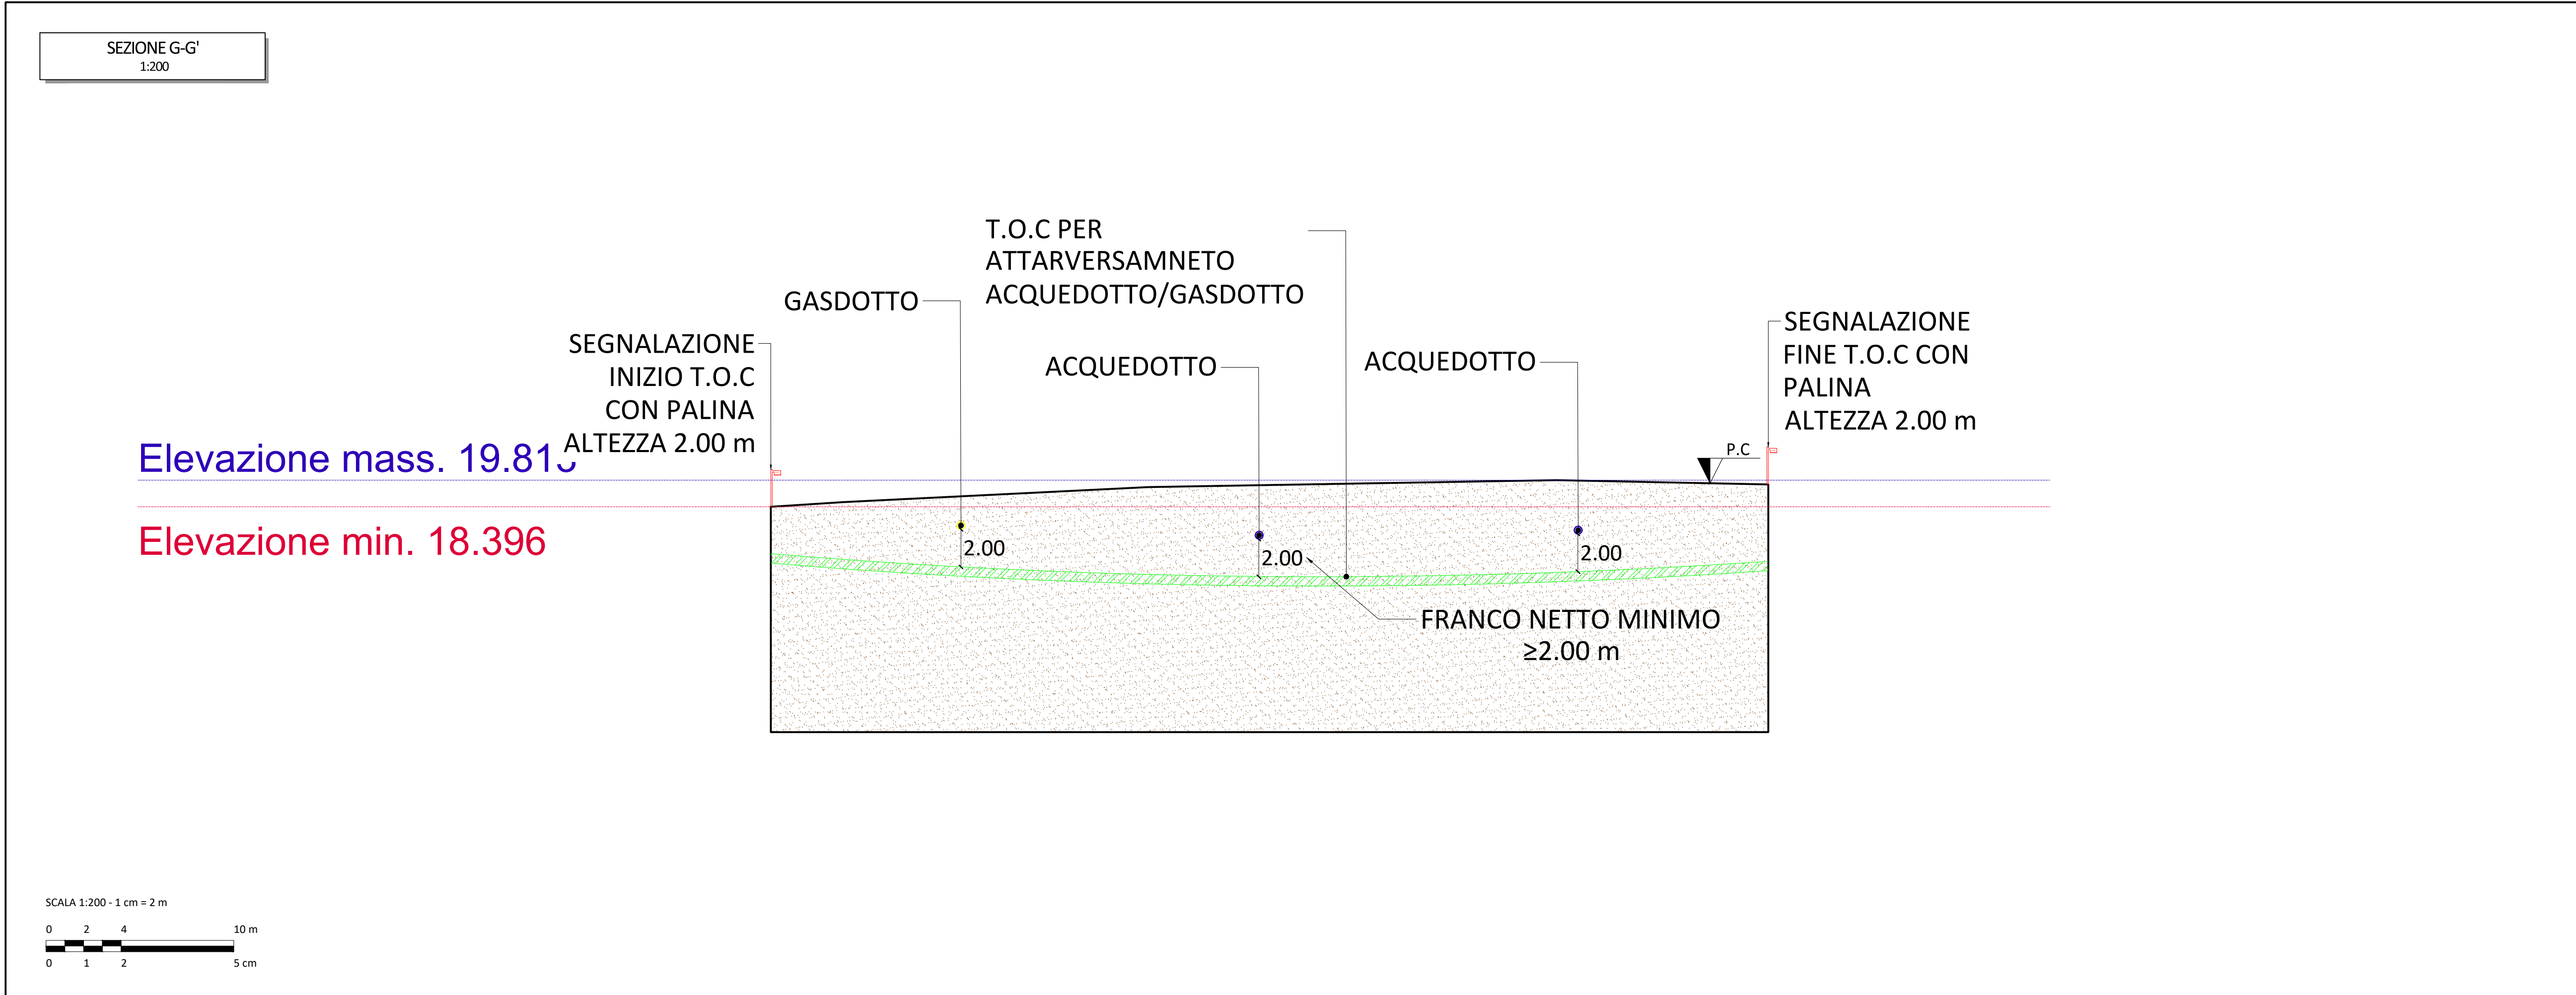 SEZIONE G-G'
1:200
T.O.C PER
ATTARVERSAMNETO
ACQUEDOTTO/GASDOTTO
GASDOTTO
SEGNALAZIONE
INIZIO T.O.C
CON PALINA
ALTEZZA 2.00 m
ACQUEDOTTO
ACQUEDOTTO
SEGNALAZIONE
FINE T.O.C CON
PALINA
ALTEZZA 2.00 m
P.C
Elevazione mass.
Elevazione min. 18.396
2.00
2.00
2.00
FRANCO NETTO MINIMO
≥2.00 m
SCALA 1:200 - 1 cm = 2 m
0 2 4 10 m
0 1 2 5 cm